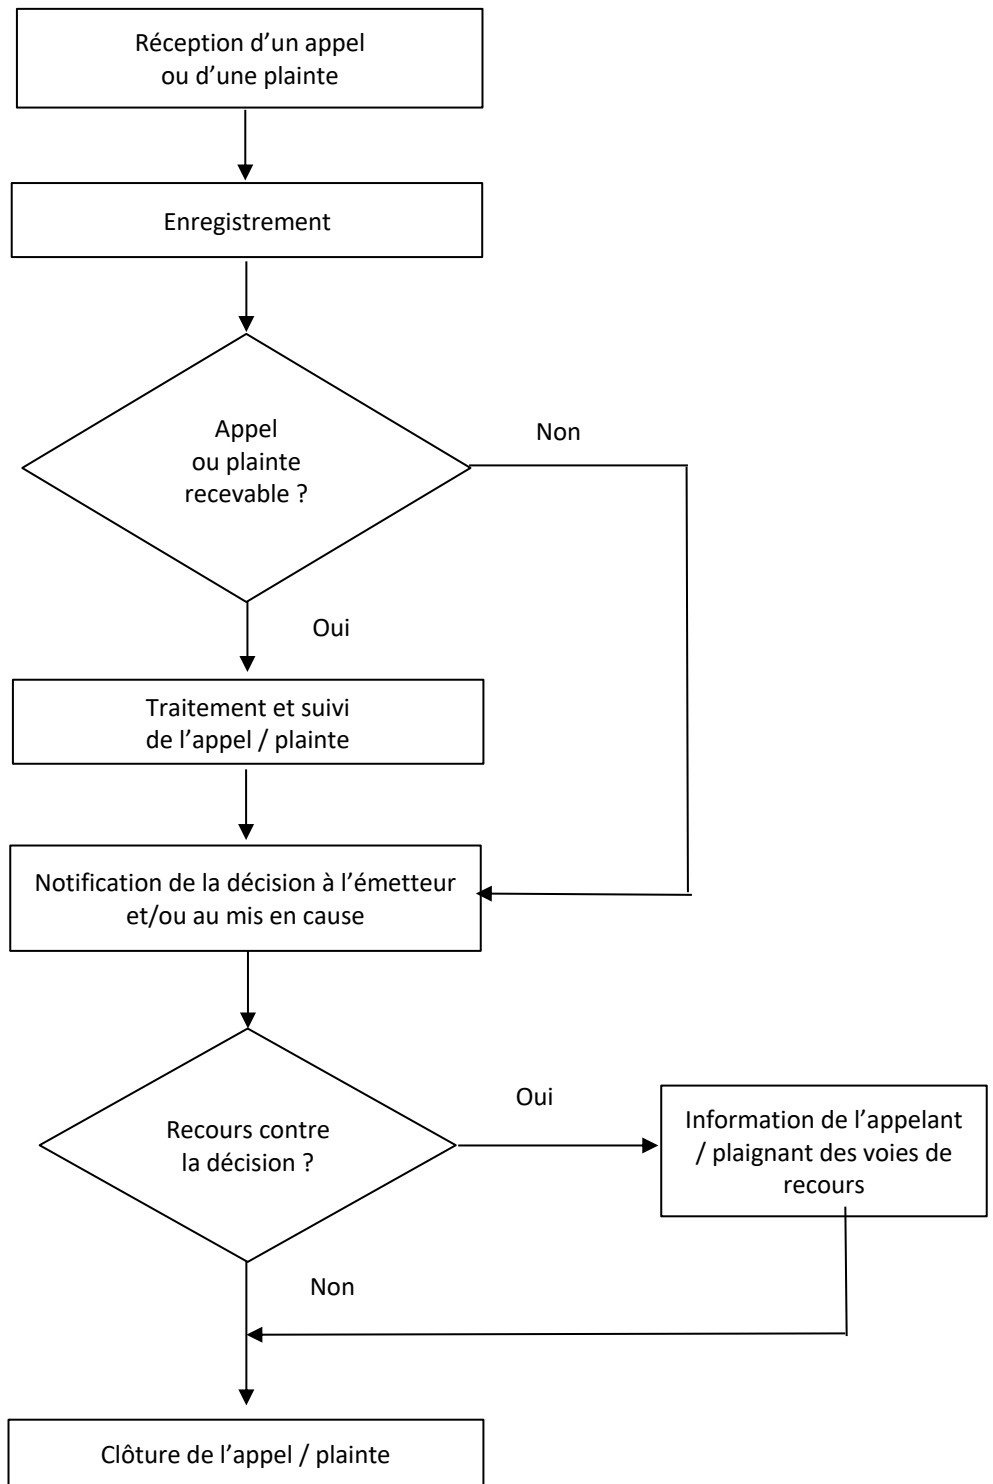 Réception d’un appel
ou d’une plainte
Enregistrement
Appel
ou plainte
recevable ?
Non
Oui
Traitement et suivi
de l’appel / plainte
Notification de la décision à l’émetteur
et/ou au mis en cause
Recours contre
la décision ?
Oui
Information de l’appelant
/ plaignant des voies de
recours
Non
Clôture de l’appel / plainte